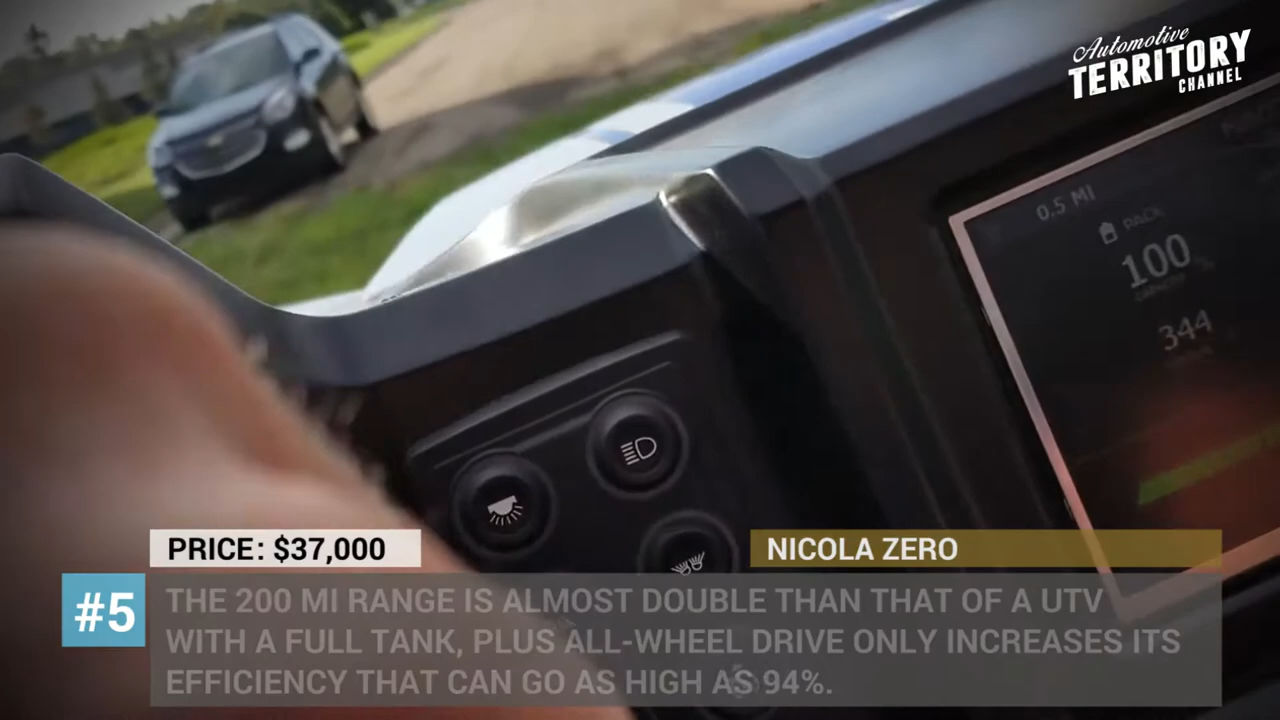 Automotive
TERRITORY
CHANNEL
0.5 MI
PACK
100
344
PRICE: $37,000
NICOLA ZERO
#5
THE 200 MI RANGE IS ALMOST DOUBLE THAN THAT OF A UTV
WITH A FULL TANK, PLUS ALL-WHEEL DRIVE ONLY INCREASES ITS
EFFICIENCY THAT CAN GO AS HIGH AS 94%.